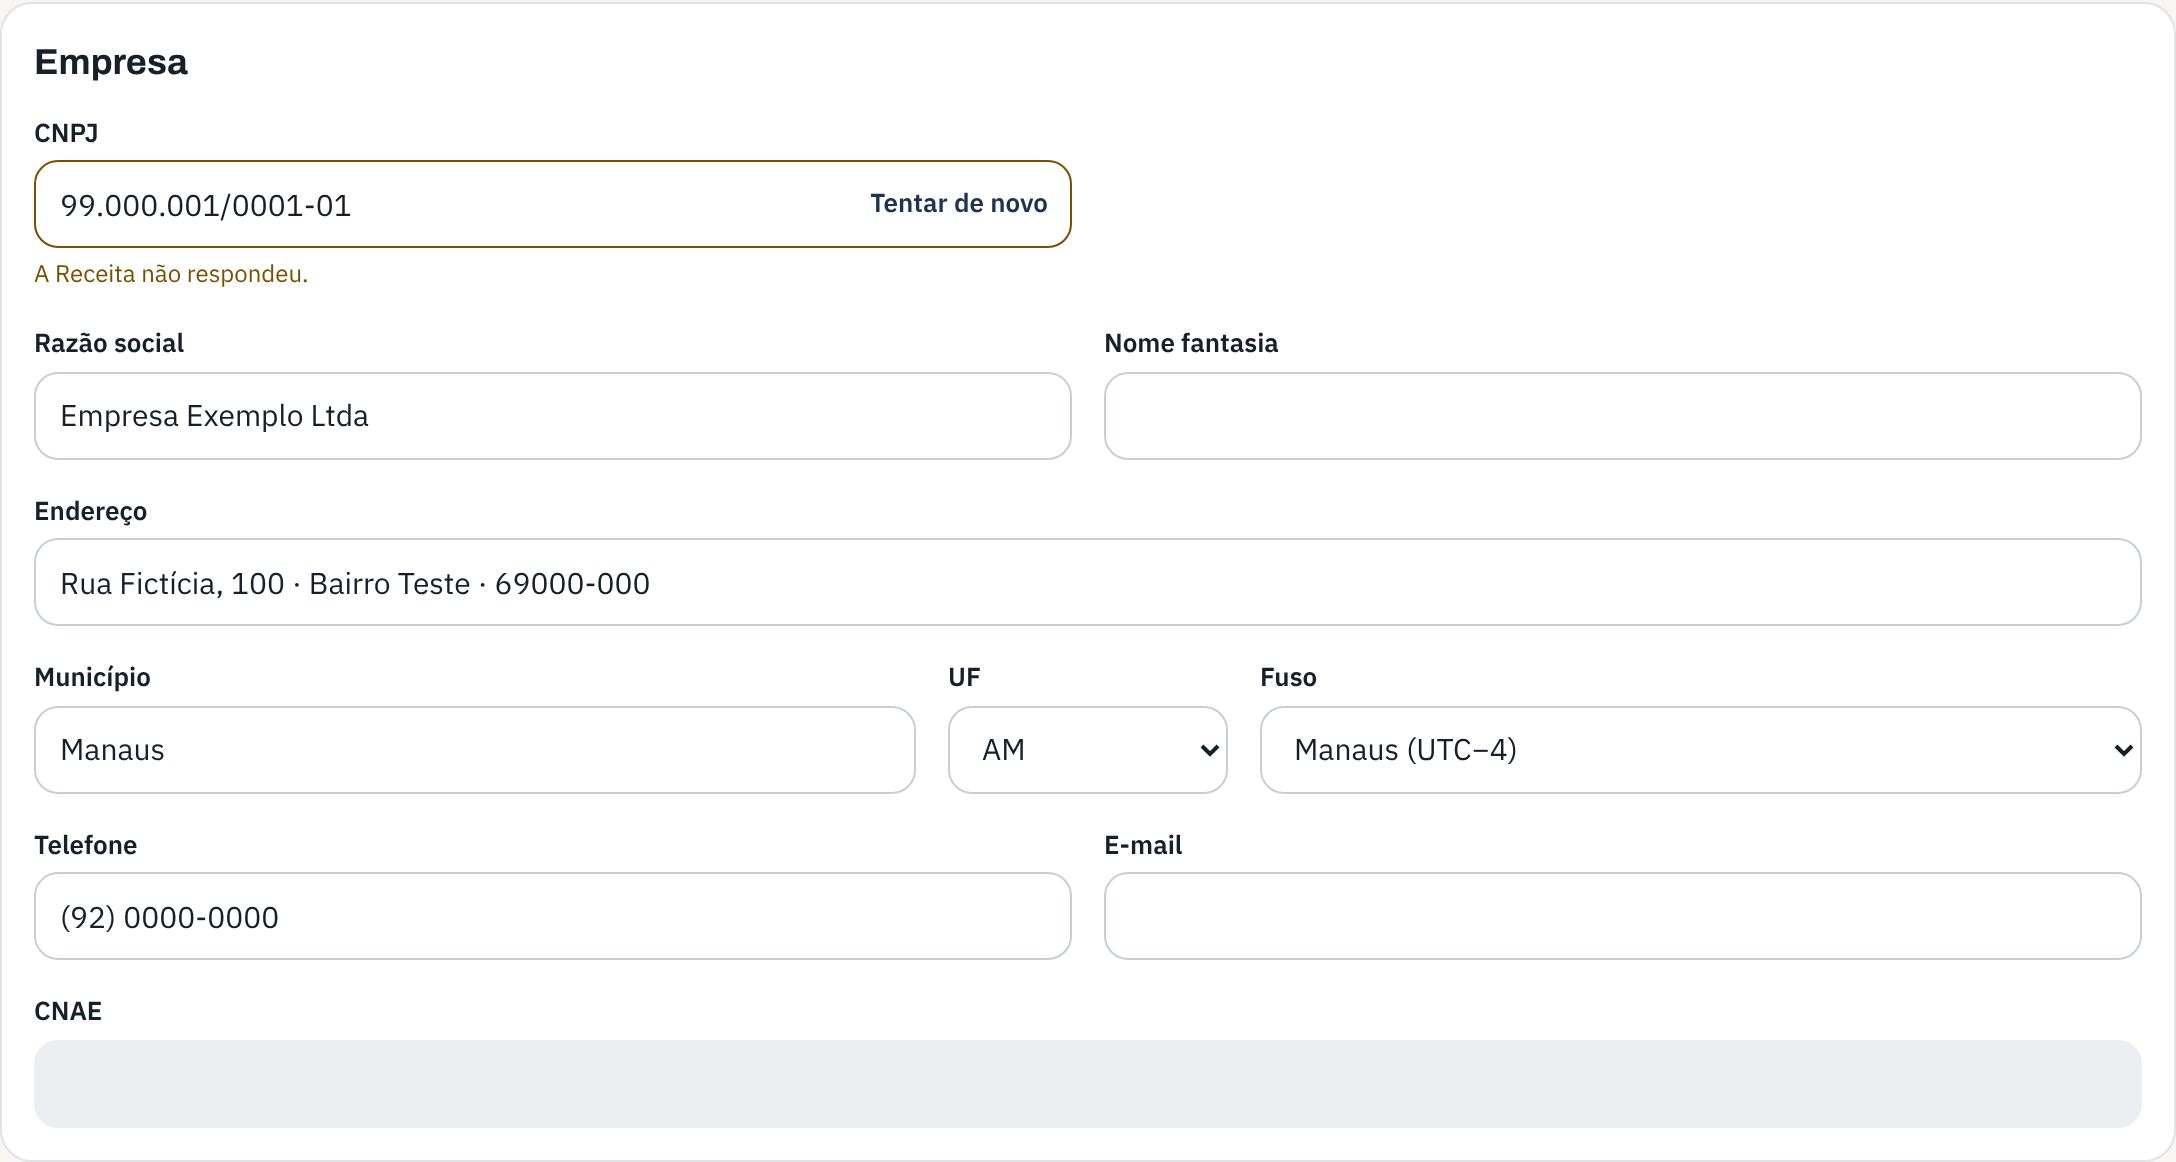 Empresa
CNPJ
99.000.001/0001-01
Tentar de novo
A Receita não respondeu.
Razão social
Nome fantasia
Empresa Exemplo Ltda
Endereço
Rua Fictícia, 100 · Bairro Teste · 69000-000
Município
UF
Fuso
Manaus
AM
Manaus (UTC−4)
Telefone
E-mail
(92) 0000-0000
CNAE